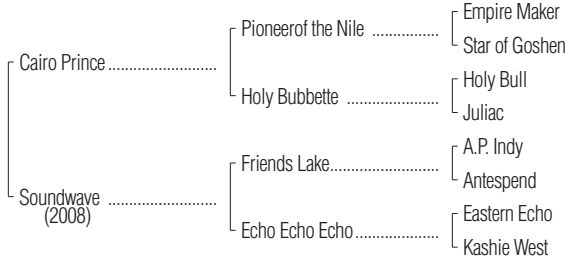 Empire Maker
Pioneerof the Nile ..................
Star of Goshen
Cairo Prince ..........................
Holy Bull
Holy Bubbette ......................
Juliac
A.P. Indy
Friends Lake..........................
Antespend
Soundwave ..........................
(2008)
Eastern Echo
Echo Echo Echo....................
Kashie West